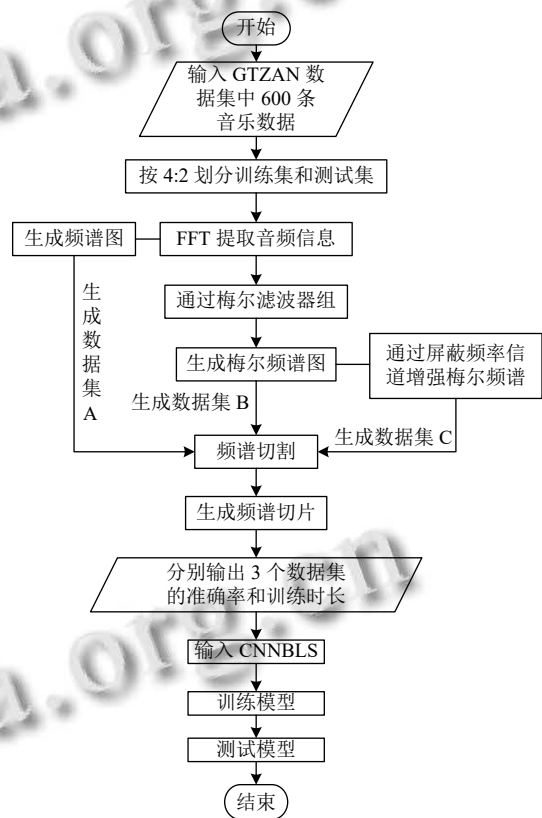 开始
输入 GTZAN 数
据集中 600 条
音乐数据
按 4:2 划分训练集和测试集
生成频谱图
FFT 提取音频信息
生成数据集 A
通过梅尔滤波器组
生成梅尔频谱图
通过屏蔽频率信
道增强梅尔频谱
生成数据集 B
生成数据集 C
频谱切割
生成频谱切片
分别输出 3 个数据集
的准确率和训练时长
输入 CNNBLS
训练模型
测试模型
结束